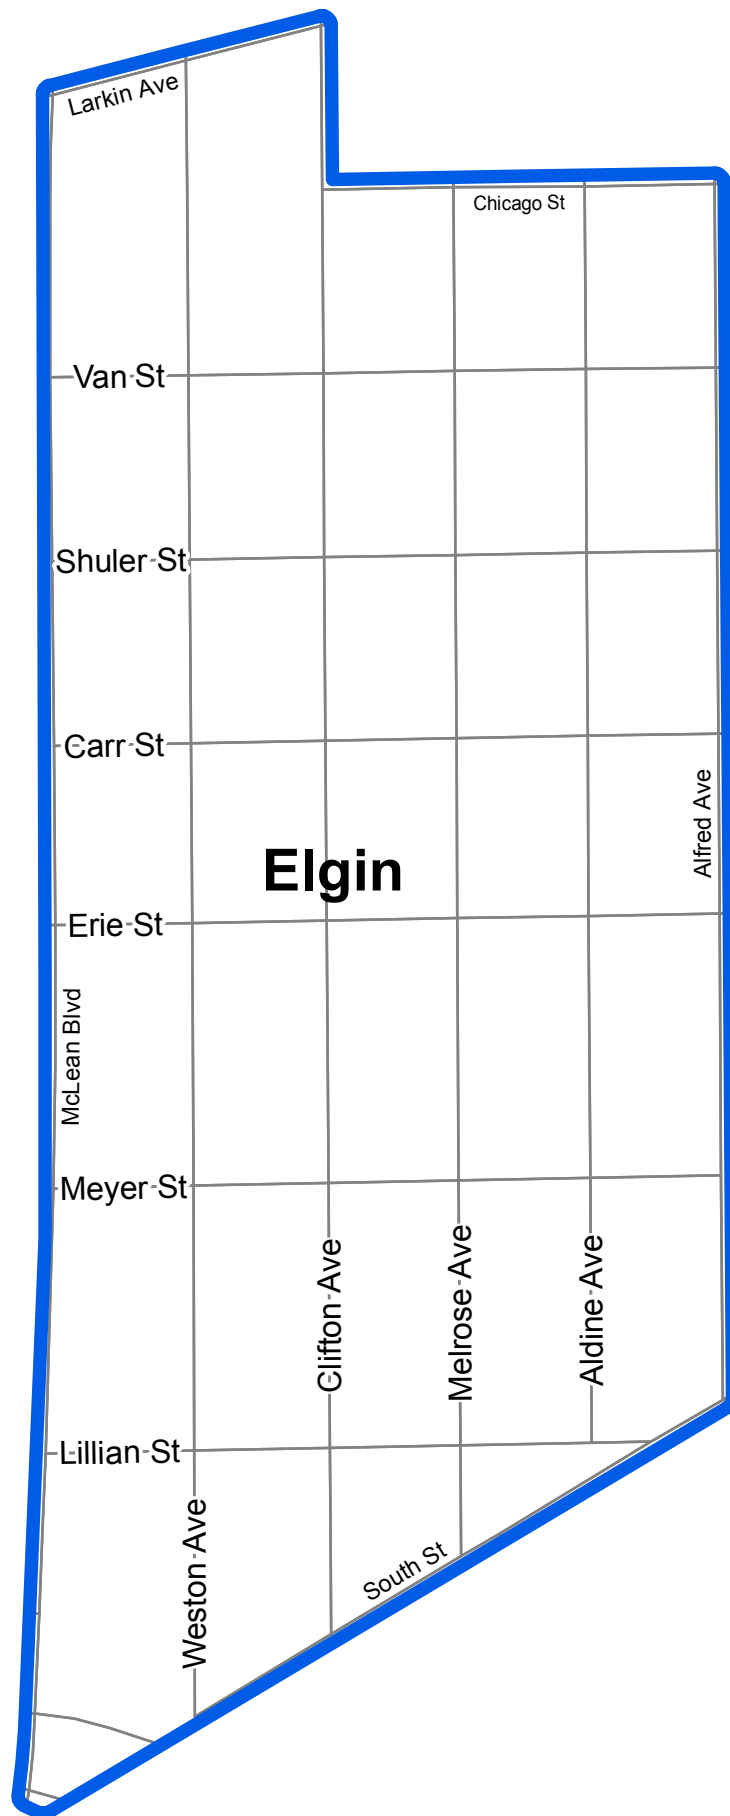 Larkin Ave
Chicago St
Van St
Shuler St
Carr St
Alfred Ave
Elgin
Erie St
McLean Blvd
Meyer St
Clifton Ave
Melrose Ave
Aldine Ave
Lillian St
Weston Ave
South St